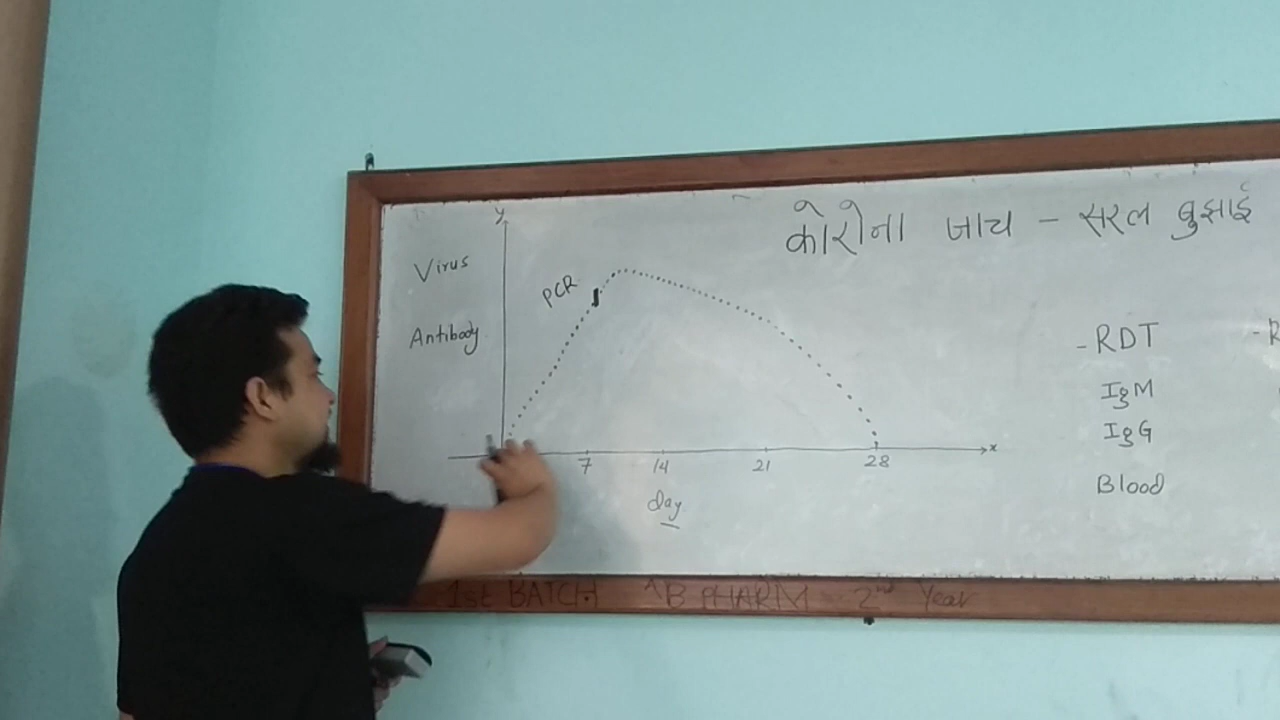 कोरोना जाच - सरल बुझाई
y
Virus
PCR
Antibody
- RDT
IgM
IgG
Blood
x
7 14 21 28
day
1st BATCH B PHARM 2nd Year